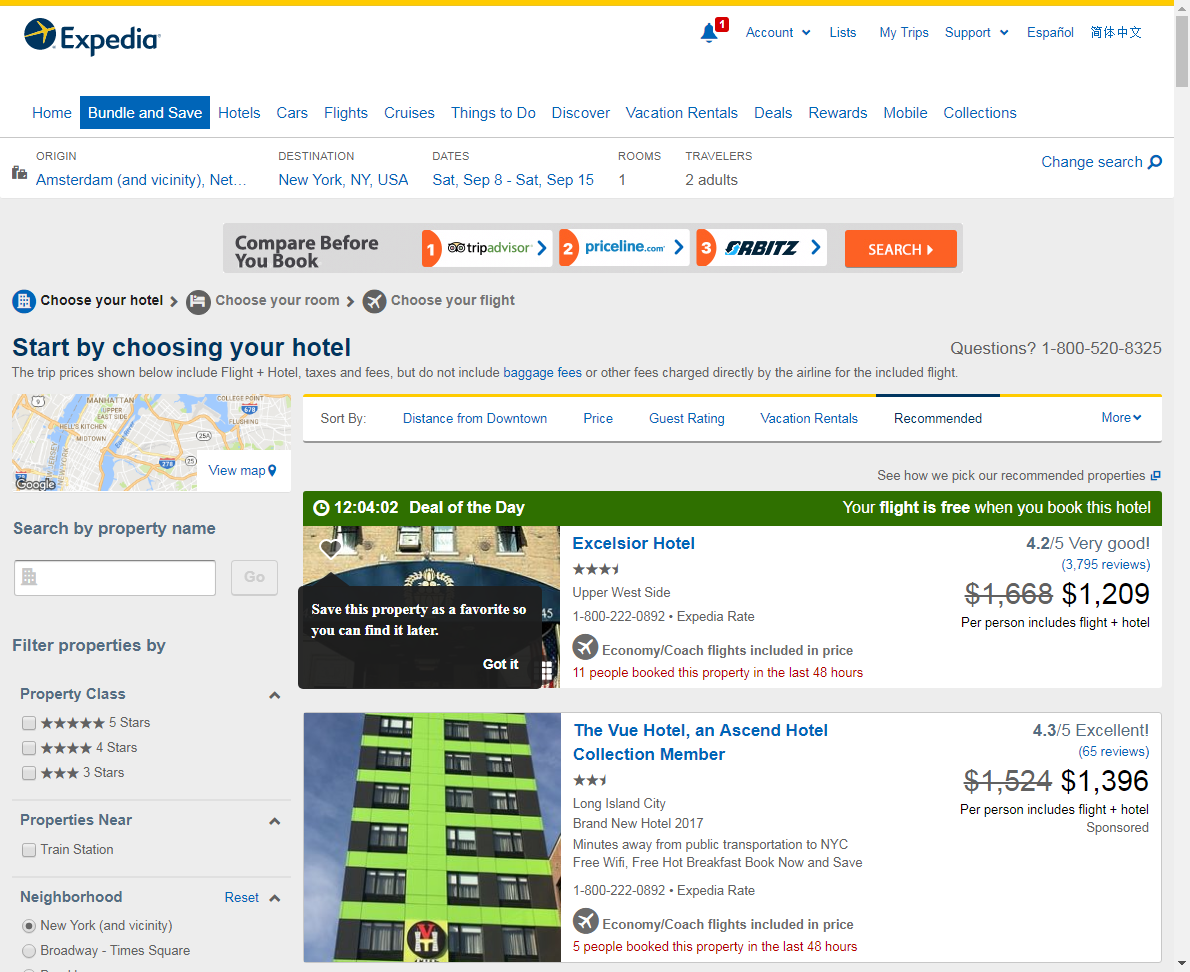 Expedia
1
Account
Lists
My Trips
Support
Español
简体中文
Home
Bundle and Save
Hotels
Cars
Flights
Cruises
Things to Do
Discover
Vacation Rentals
Deals
Rewards
Mobile
Collections
ORIGIN
Amsterdam (and vicinity), Net...
DESTINATION
New York, NY, USA
DATES
Sat, Sep 8 - Sat, Sep 15
ROOMS
1
TRAVELERS
2 adults
Change search
Compare Before
You Book
1 tripadvisor
2 priceline.com
3 ORBITZ
SEARCH
Choose your hotel
Choose your room
Choose your flight
Start by choosing your hotel
Questions? 1-800-520-8325
The trip prices shown below include Flight + Hotel, taxes and fees, but do not include baggage fees or other fees charged directly by the airline for the included flight.
MANHATTAN
UPPER
EAST SIDE
HELL'S KITCHEN
MIDTOWN
COLLEGE POINT
FLUSHING
9
678
25A
25
278
Google
View map
Sort By:
Distance from Downtown
Price
Guest Rating
Vacation Rentals
Recommended
More
See how we pick our recommended properties
Search by property name
Go
Filter properties by
Property Class
5 Stars
4 Stars
3 Stars
Properties Near
Train Station
Neighborhood
Reset
New York (and vicinity)
Broadway - Times Square
12:04:02 Deal of the Day
Your flight is free when you book this hotel
45
Save this property as a favorite so
you can find it later.
Got it
Excelsior Hotel
Upper West Side
1-800-222-0892 • Expedia Rate
Economy/Coach flights included in price
11 people booked this property in the last 48 hours
4.2/5 Very good!
(3,795 reviews)
$1,668 $1,209
Per person includes flight + hotel
The Vue Hotel, an Ascend Hotel
Collection Member
Long Island City
Brand New Hotel 2017
Minutes away from public transportation to NYC
Free Wifi, Free Hot Breakfast Book Now and Save
1-800-222-0892 • Expedia Rate
Economy/Coach flights included in price
5 people booked this property in the last 48 hours
4.3/5 Excellent!
(65 reviews)
$1,524 $1,396
Per person includes flight + hotel
Sponsored